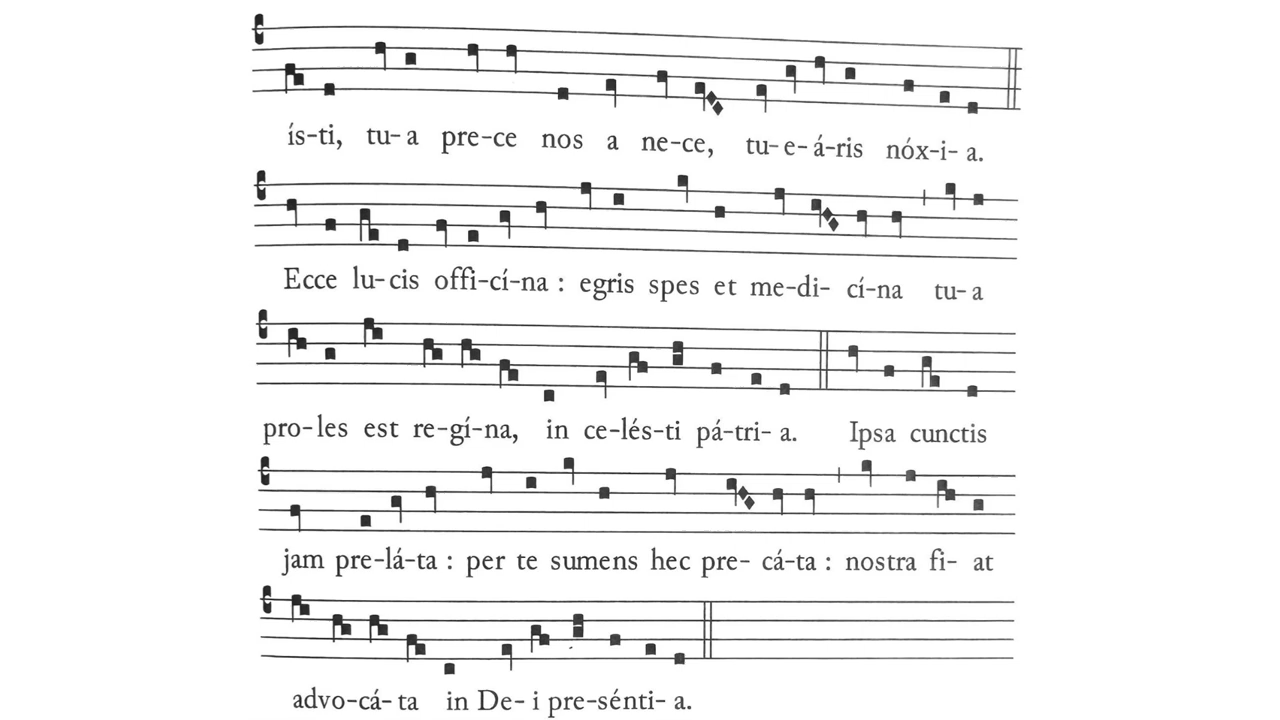 ís-ti, tu-a pre-ce nos a ne-ce, tu-e-á-ris nóx-i-a.
Ecce lu-cis offi-cí-na : egris spes et me-di-cí-na tu-a
pro-les est re-gí-na, in ce-lés-ti pá-tri-a. Ipsa cunctis
jam pre-lá-ta : per te sumens hec pre-cá-ta : nostra fi-at
advo-cá-ta in De-i pre-sénti-a.